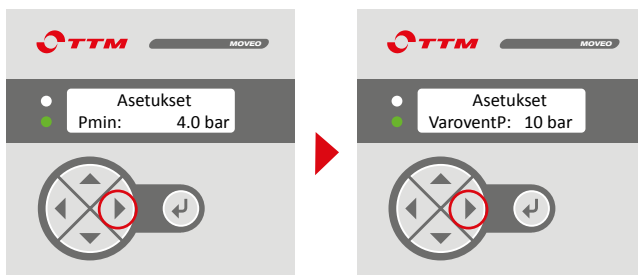 TTM MOVEO
Asetukset
Pmin: 4.0 bar
TTM MOVEO
Asetukset
VaroventP: 10 bar